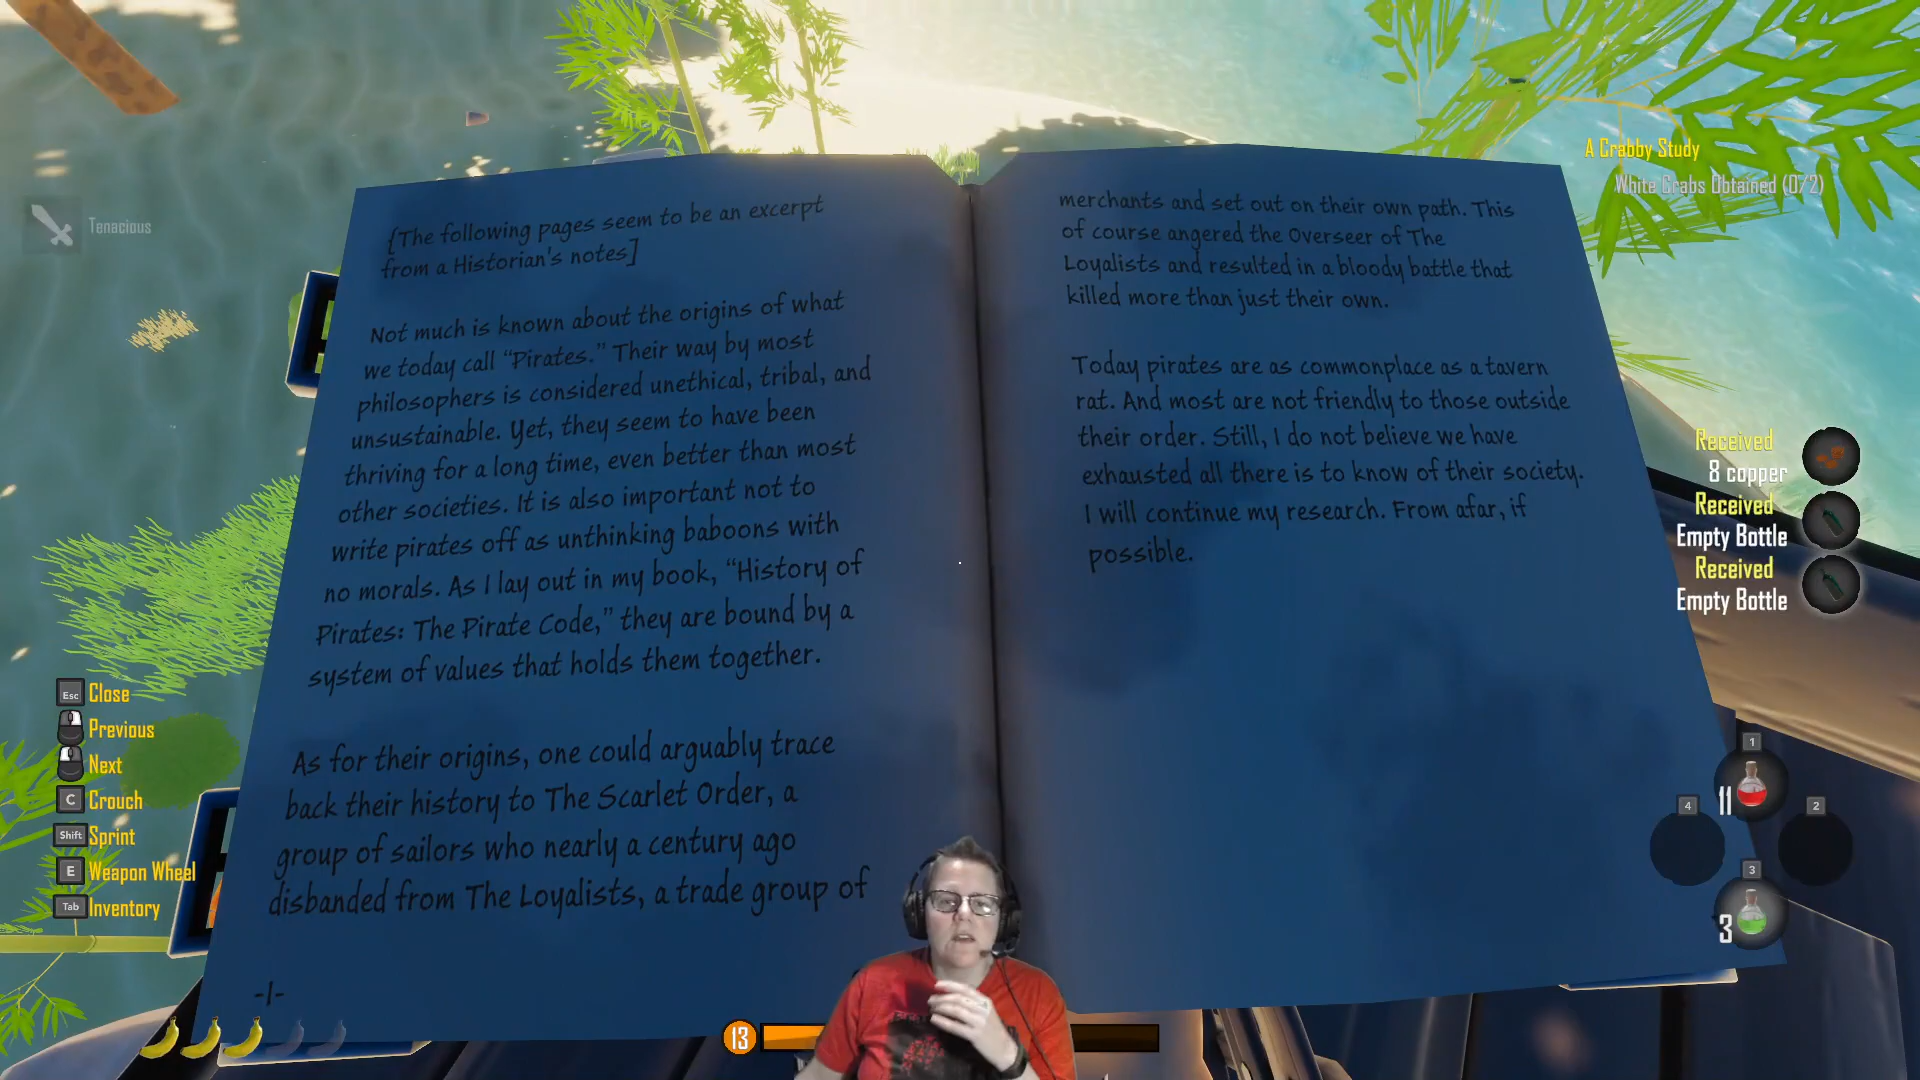 [The following pages seem to be an excerpt
from a Historian's notes]
Not much is known about the origins of what
we today call “Pirates.” Their way by most
philosophers is considered unethical, tribal, and
unsustainable. Yet, they seem to have been
thriving for a long time, even better than most
other societies. It is also important not to
write pirates off as unthinking baboons with
no morals. As I lay out in my book, “History of
Pirates: The Pirate Code,” they are bound by a
system of values that holds them together.
As for their origins, one could arguably trace
back their history to The Scarlet Order, a
group of sailors who nearly a century ago
disbanded from The Loyalists, a trade group of
-1-
merchants and set out on their own path. This
of course angered the Overseer of The
Loyalists and resulted in a bloody battle that
killed more than just their own.
Today pirates are as commonplace as a tavern
rat. And most are not friendly to those outside
their order. Still, I do not believe we have
exhausted all there is to know of their society.
I will continue my research. From afar, if
possible.
Tenacious
A Crabby Study
White Crabs Obtained (0/2)
Received
8 copper
Received
Empty Bottle
Received
Empty Bottle
Esc Close
Previous
Next
C Crouch
Shift Sprint
E Weapon Wheel
Tab Inventory
1
11
4
2
3
3
13